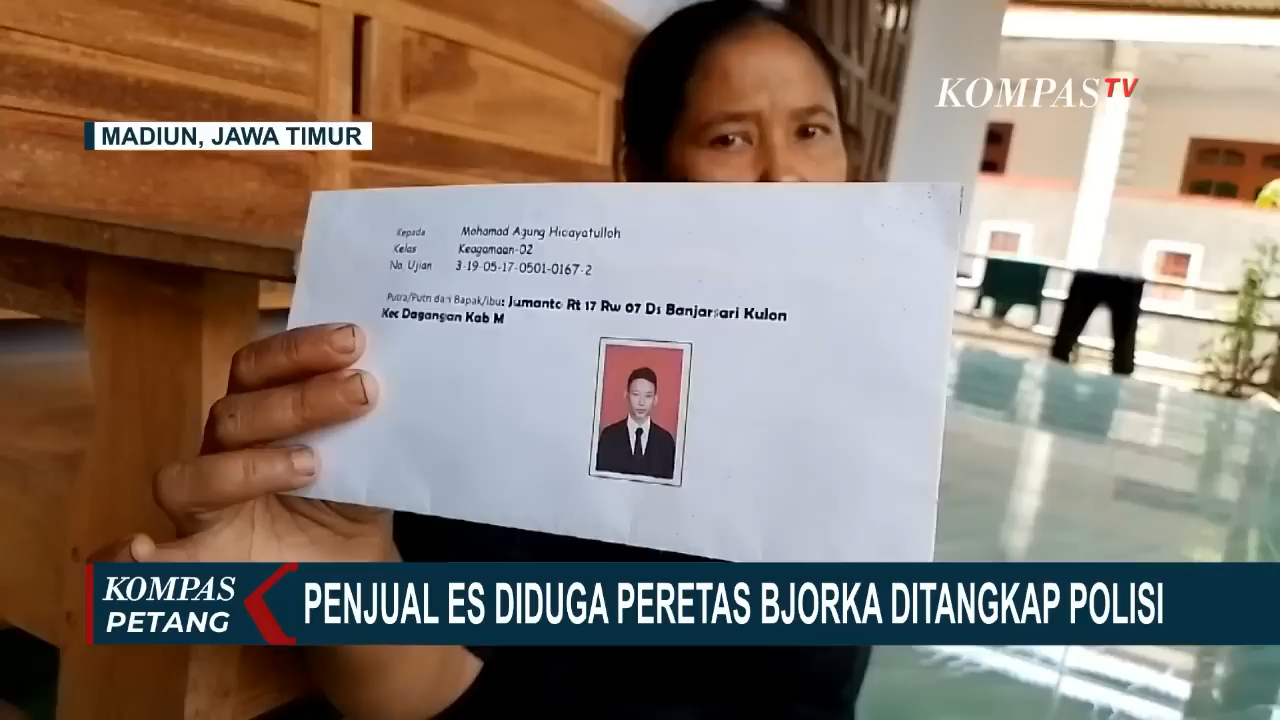 KOMPASTV
MADIUN, JAWA TIMUR
Kepada Mohamad Agung Hidayatulloh
Kelas Keagamaan-02
No. Ujian 3-19-05-17-0501-0167-2
Putra/Putri dari Bapak/Ibu: Jumanto Rt 17 Rw 07 Ds Banjarsari Kulon
Kec Dagangan Kab M
KOMPAS PETANG
PENJUAL ES DIDUGA PERETAS BJORKA DITANGKAP POLISI